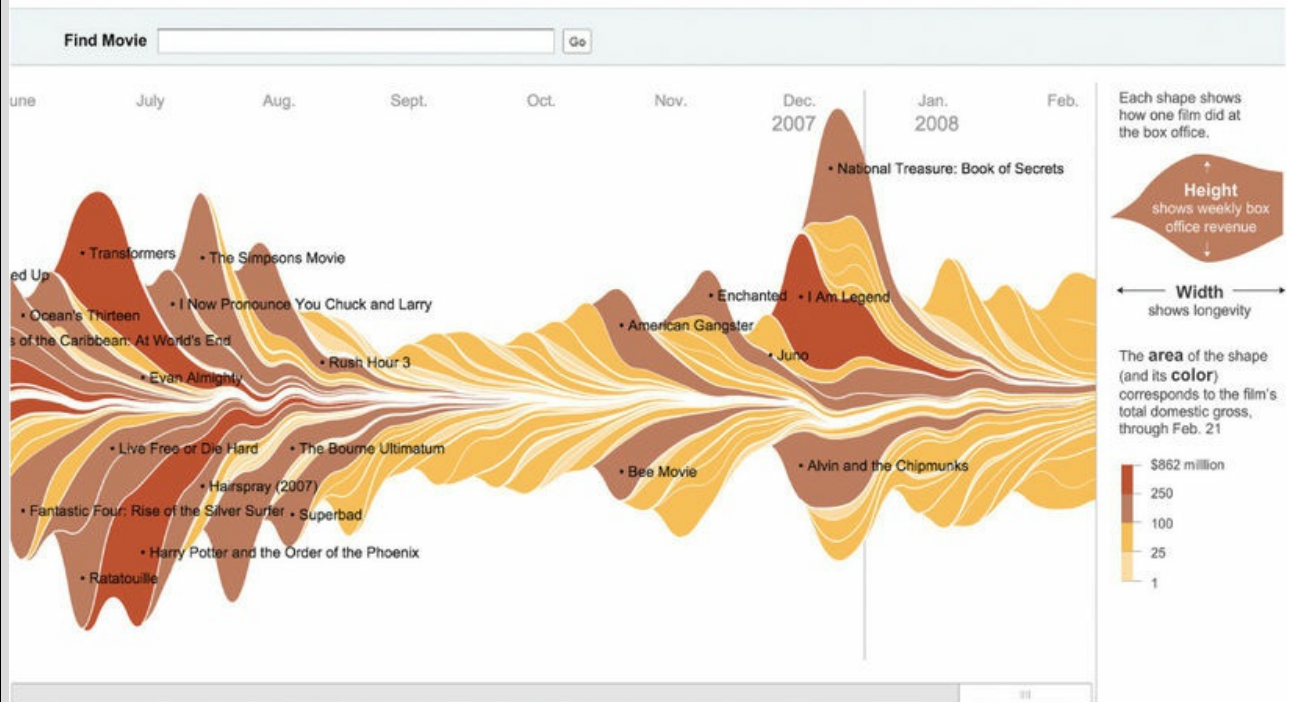 Find Movie
Go
une
July
Aug.
Sept.
Oct.
Nov.
Dec.
2007
Jan.
2008
Feb.
National Treasure: Book of Secrets
Transformers
The Simpsons Movie
ed Up
I Now Pronounce You Chuck and Larry
Enchanted
I Am Legend
Ocean's Thirteen
American Gangster
s of the Caribbean: At World's End
Juno
Rush Hour 3
Evan Almighty
Live Free or Die Hard
The Bourne Ultimatum
Alvin and the Chipmunks
Bee Movie
Hairspray (2007)
Fantastic Four: Rise of the Silver Surfer
Superbad
Harry Potter and the Order of the Phoenix
Ratatouille
Each shape shows
how one film did at
the box office.
Height
shows weekly box
office revenue
Width
shows longevity
The area of the shape
(and its color)
corresponds to the film's
total domestic gross,
through Feb. 21
$862 million
250
100
25
1